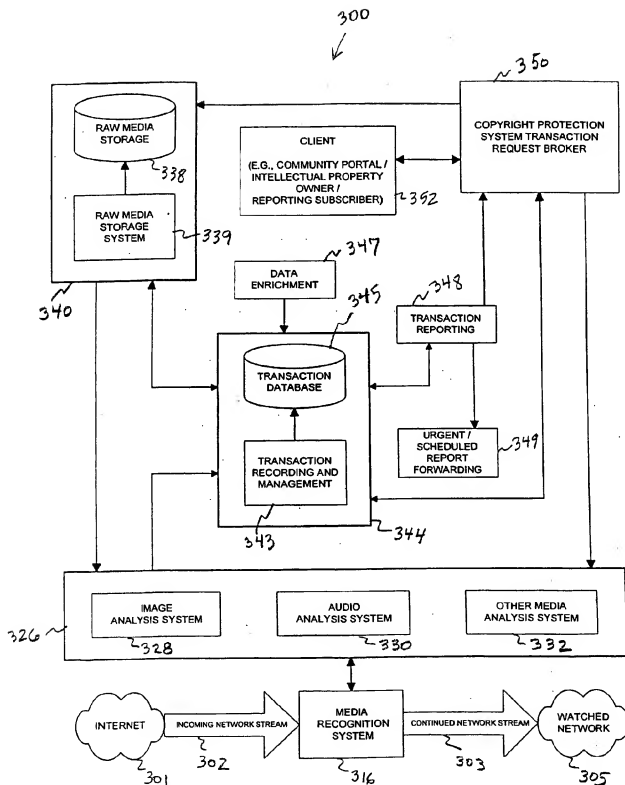 300
350
RAW MEDIA
STORAGE
338
RAW MEDIA
STORAGE
SYSTEM
339
340
CLIENT
(E.G., COMMUNITY PORTAL /
INTELLECTUAL PROPERTY
OWNER /
REPORTING SUBSCRIBER)
352
COPYRIGHT PROTECTION
SYSTEM TRANSACTION
REQUEST BROKER
347
DATA
ENRICHMENT
345
348
TRANSACTION
REPORTING
TRANSACTION
DATABASE
TRANSACTION
RECORDING AND
MANAGEMENT
343
344
URGENT /
SCHEDULED
REPORT
FORWARDING
349
326
IMAGE
ANALYSIS SYSTEM
328
AUDIO
ANALYSIS SYSTEM
330
OTHER MEDIA
ANALYSIS SYSTEM
332
INTERNET
301
INCOMING NETWORK STREAM
302
MEDIA
RECOGNITION
SYSTEM
316
CONTINUED NETWORK STREAM
303
WATCHED
NETWORK
305